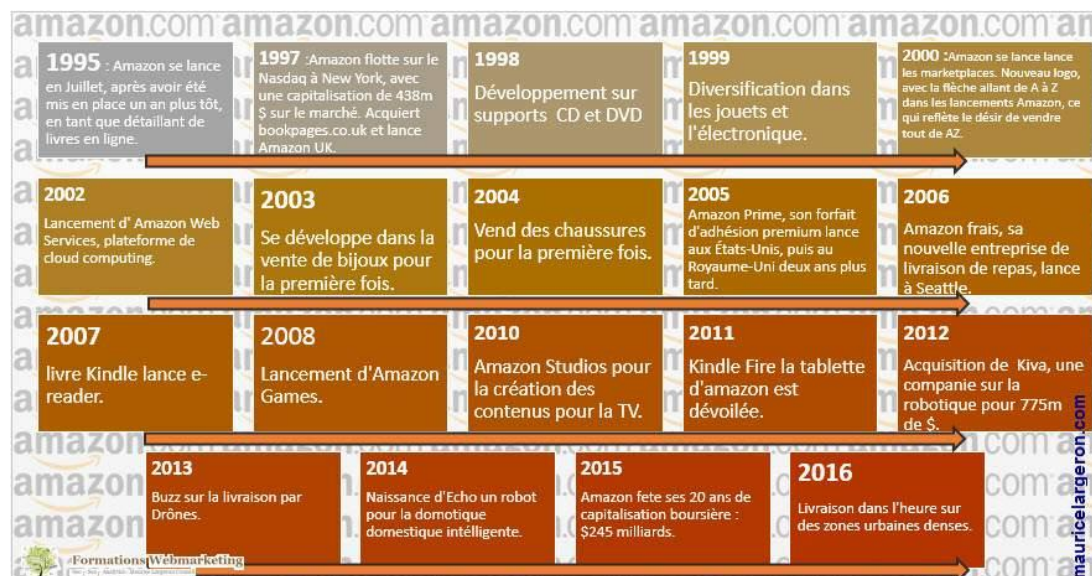 amazon.com amazon.com amazon.com amazon.com amazon.com
1995 : Amazon se lance
en Juillet, après avoir été
mis en place un an plus tôt,
en tant que détaillant de
livres en ligne.
1997 :Amazon flotte sur le
Nasdaq à New York, avec
une capitalisation de 438m
$ sur le marché. Acquiert
bookpages.co.uk et lance
Amazon UK.
1998
Développement sur
supports CD et DVD
1999
Diversification dans
les jouets et
l'électronique.
2000 :Amazon se lance lance
les marketplaces. Nouveau logo,
avec la flèche allant de A à Z
dans les lancements Amazon, ce
qui reflète le désir de vendre
tout de AZ.
2002
Lancement d' Amazon Web
Services, plateforme de
cloud computing.
2003
Se développe dans la
vente de bijoux pour
la première fois.
2004
Vend des chaussures
pour la première fois.
2005
Amazon Prime, son forfait
d'adhésion premium lance
aux États-Unis, puis au
Royaume-Uni deux ans plus
tard.
2006
Amazon frais, sa
nouvelle entreprise de
livraison de repas, lance
à Seattle.
2007
livre Kindle lance e-
reader.
2008
Lancement d'Amazon
Games.
2010
Amazon Studios pour
la création des
contenus pour la TV.
2011
Kindle Fire la tablette
d'amazon est
dévoilée.
2012
Acquisition de Kiva, une
companie sur la
robotique pour 775m
de $.
2013
Buzz sur la livraison par
Drônes.
2014
Naissance d'Echo un robot
pour la domotique
domestique intélligente.
2015
Amazon fete ses 20 ans de
capitalisation boursière :
$245 milliards.
2016
Livraison dans l'heure sur
des zones urbaines denses.
Formations Webmarketing
mauricelargeron.com